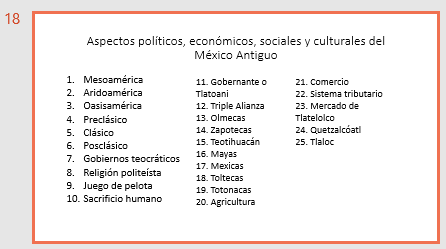 18
Aspectos políticos, económicos, sociales y culturales del
México Antiguo
1. Mesoamérica
2. Aridoamérica
3. Oasisamérica
4. Preclásico
5. Clásico
6. Posclásico
7. Gobiernos teocráticos
8. Religión politeísta
9. Juego de pelota
10. Sacrificio humano
11. Gobernante o
Tlatoani
12. Triple Alianza
13. Olmecas
14. Zapotecas
15. Teotihuacán
16. Mayas
17. Mexicas
18. Toltecas
19. Totonacas
20. Agricultura
21. Comercio
22. Sistema tributario
23. Mercado de
Tlatelolco
24. Quetzalcóatl
25. Tlaloc